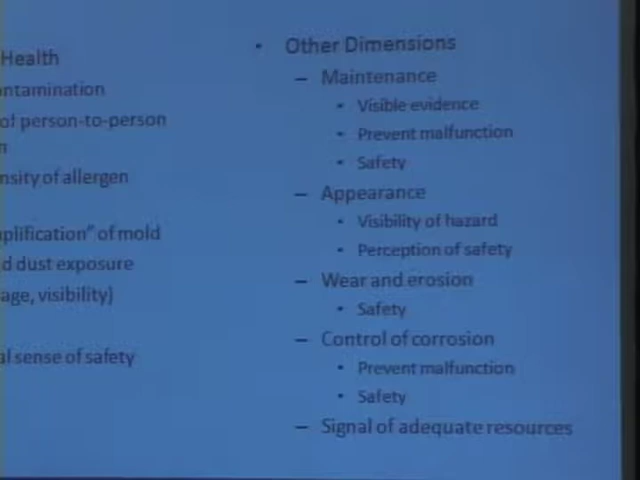 Health
ntamination
of person-to-person
n
nsity of allergen
plification" of mold
d dust exposure
age, visibility)
al sense of safety
• Other Dimensions
– Maintenance
• Visible evidence
• Prevent malfunction
• Safety
– Appearance
• Visibility of hazard
• Perception of safety
– Wear and erosion
• Safety
– Control of corrosion
• Prevent malfunction
• Safety
– Signal of adequate resources